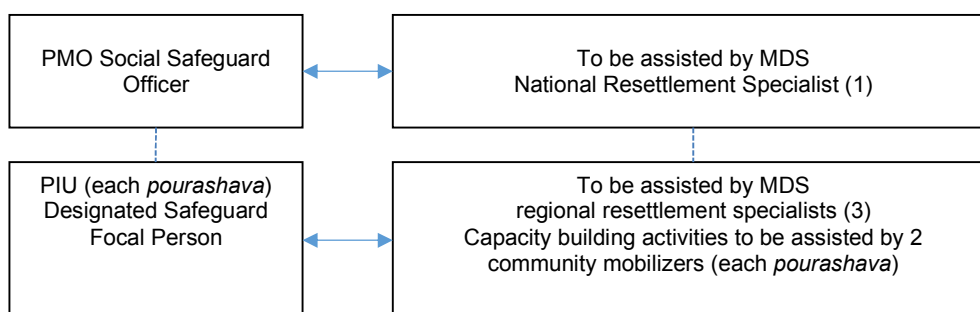 PMO Social Safeguard
Officer
To be assisted by MDS
National Resettlement Specialist (1)
PIU (each pourashava)
Designated Safeguard
Focal Person
To be assisted by MDS
regional resettlement specialists (3)
Capacity building activities to be assisted by 2
community mobilizers (each pourashava)